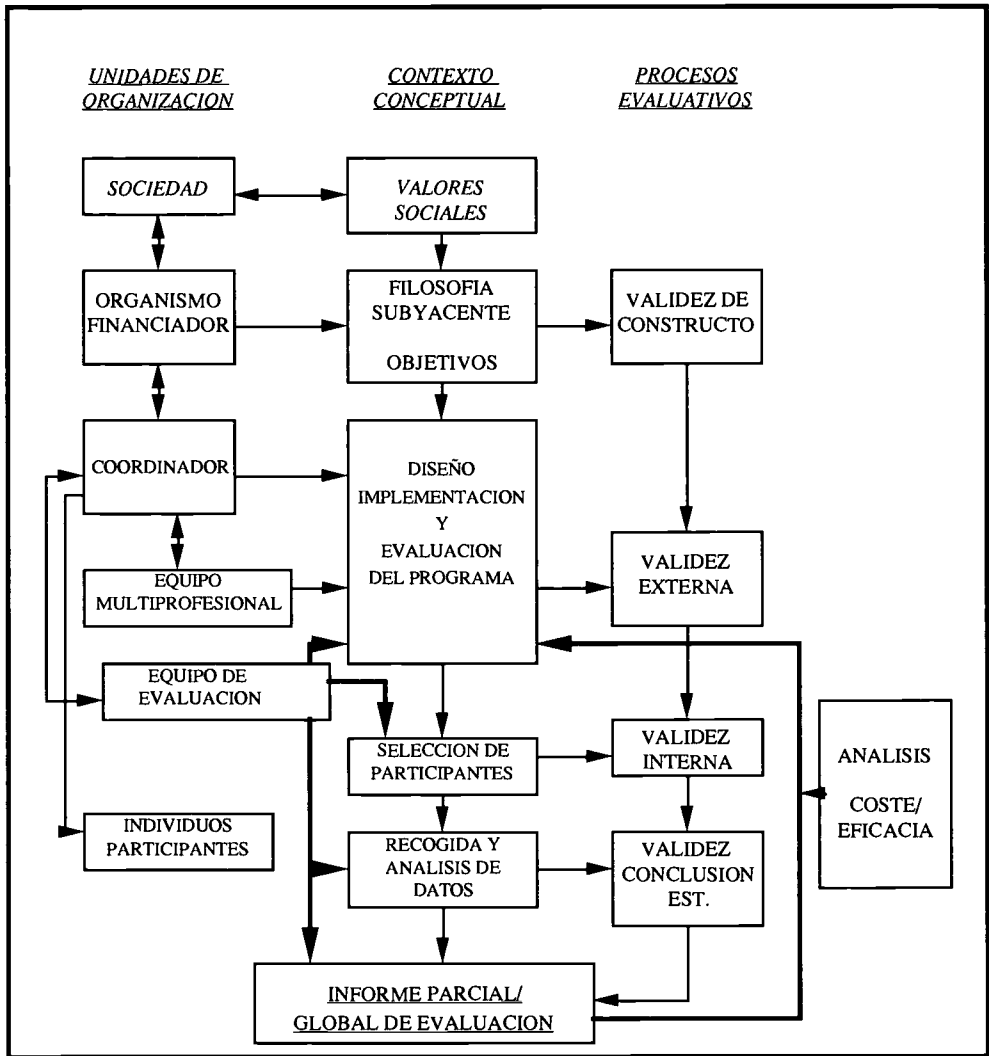 UNIDADES DE
ORGANIZACION
CONTEXTO
CONCEPTUAL
PROCESOS
EVALUATIVOS
SOCIEDAD
VALORES
SOCIALES
ORGANISMO
FINANCIADOR
FILOSOFIA
SUBYACENTE
OBJETIVOS
VALIDEZ DE
CONSTRUCTO
COORDINADOR
DISEÑO
IMPLEMENTACION
Y
EVALUACION
DEL PROGRAMA
EQUIPO
MULTIPROFESIONAL
VALIDEZ
EXTERNA
EQUIPO DE
EVALUACION
SELECCION DE
PARTICIPANTES
VALIDEZ
INTERNA
ANALISIS
COSTE/
EFICACIA
INDIVIDUOS
PARTICIPANTES
RECOGIDA Y
ANALISIS DE
DATOS
VALIDEZ
CONCLUSION
EST.
INFORME PARCIAL/
GLOBAL DE EVALUACION